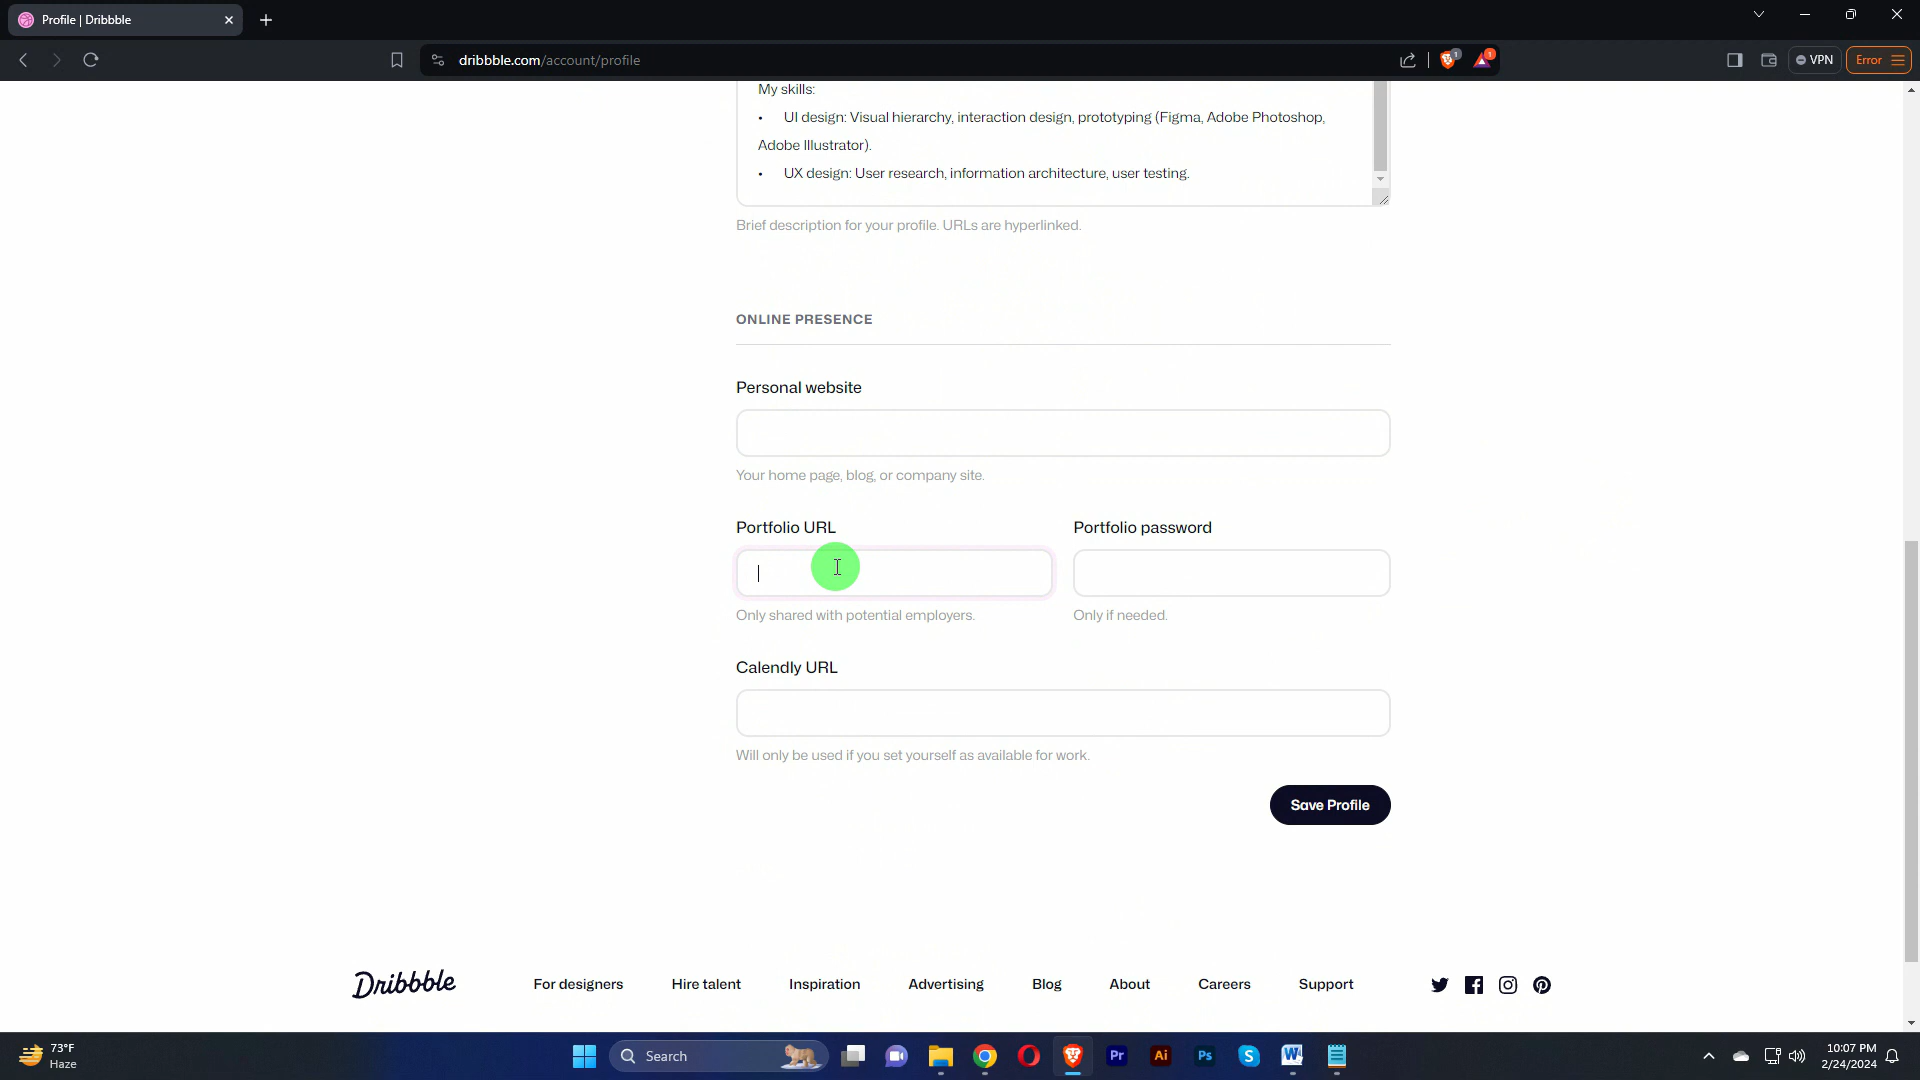 Profile | Dribbble
dribbble.com/account/profile
1
1
VPN
Error
My skills:
• UI design: Visual hierarchy, interaction design, prototyping (Figma, Adobe Photoshop,
Adobe Illustrator).
• UX design: User research, information architecture, user testing.
Brief description for your profile. URLs are hyperlinked.
ONLINE PRESENCE
Personal website
Your home page, blog, or company site.
Portfolio URL Portfolio password
Only shared with potential employers. Only if needed.
Calendly URL
Will only be used if you set yourself as available for work.
Save Profile
Dribbble For designers Hire talent Inspiration Advertising Blog About Careers Support
73°F
Haze
Search
Pr
Ai
Ps
S
W
10:07 PM
2/24/2024